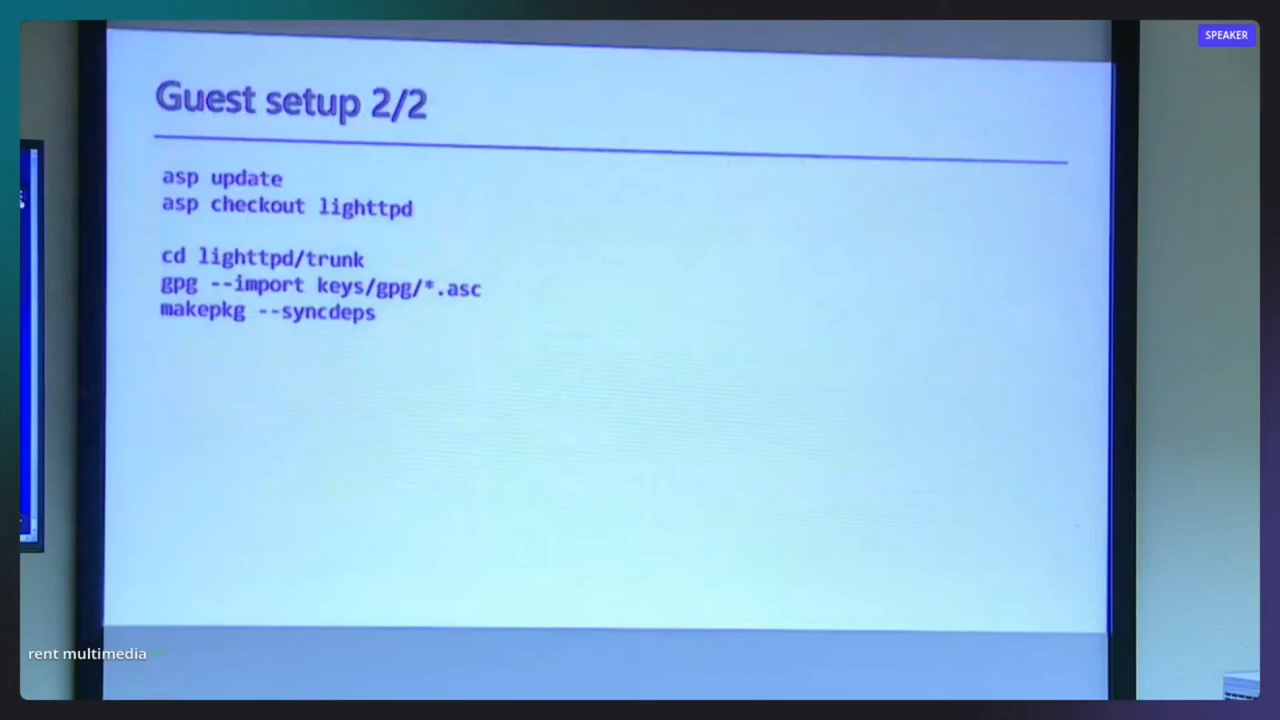 SPEAKER
Guest setup 2/2
asp update
asp checkout lighttpd
cd lighttpd/trunk
gpg --import keys/gpg/*.asc
makepkg --syncdeps
rent multimedia